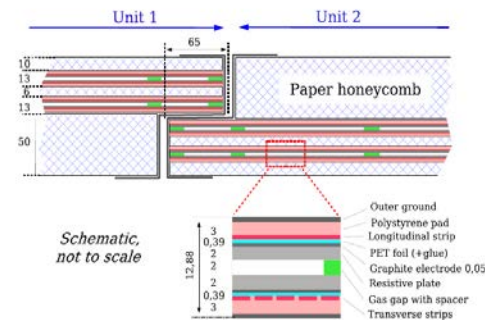 Unit 1
Unit 2
65
10
13
6
13
50
Paper honeycomb
Schematic,
not to scale
12,88
3
0,39
2
2
2
0,39
3
Outer ground
Polystyrene pad
Longitudinal strip
PET foil (+glue)
Graphite electrode 0,05
Resistive plate
Gas gap with spacer
Transverse strips